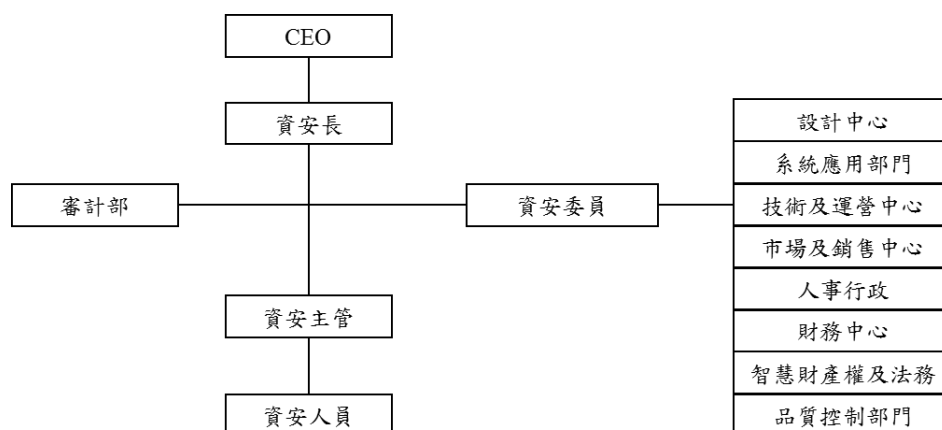 CEO
資安長
審計部
資安委員
資安主管
資安人員
設計中心
系統應用部門
技術及運營中心
市場及銷售中心
人事行政
財務中心
智慧財產權及法務
品質控制部門